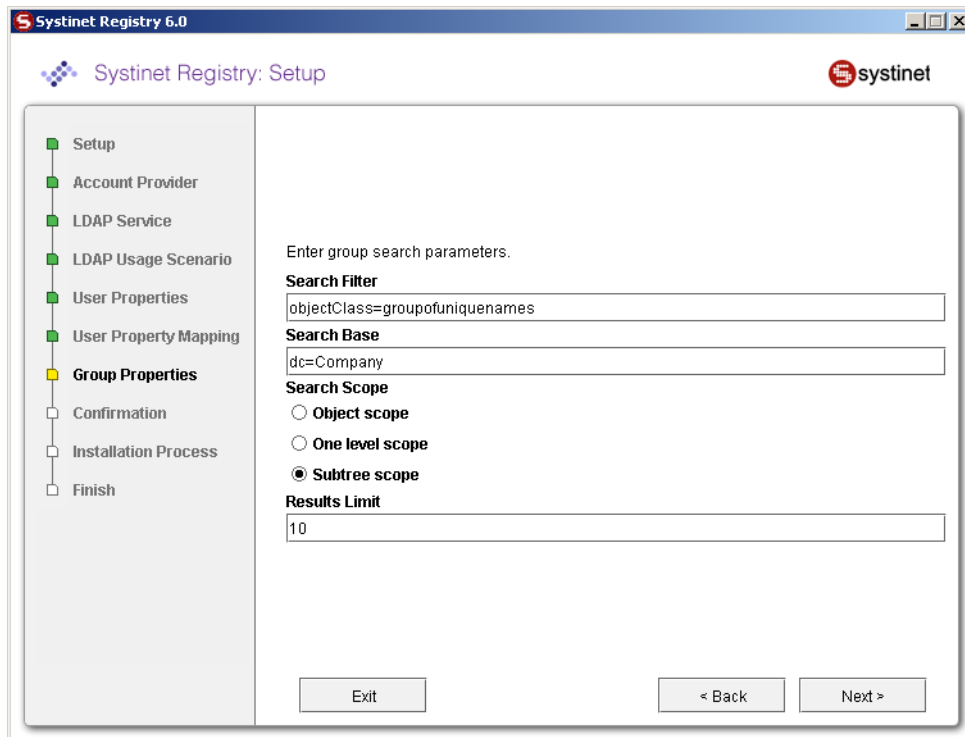 Systinet Registry 6.0
Systinet Registry: Setup
systinet
Setup
Account Provider
LDAP Service
LDAP Usage Scenario
User Properties
User Property Mapping
Group Properties
Confirmation
Installation Process
Finish
Enter group search parameters.
Search Filter
objectClass=groupofuniquenames
Search Base
dc=Company
Search Scope
Object scope
One level scope
Subtree scope
Results Limit
10
Exit
< Back
Next >